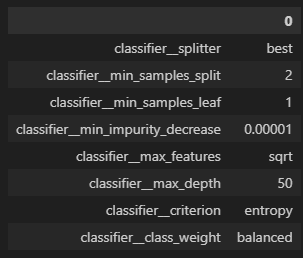 0
classifier__splitter best
classifier__min_samples_split 2
classifier__min_samples_leaf 1
classifier__min_impurity_decrease 0.00001
classifier__max_features sqrt
classifier__max_depth 50
classifier__criterion entropy
classifier__class_weight balanced